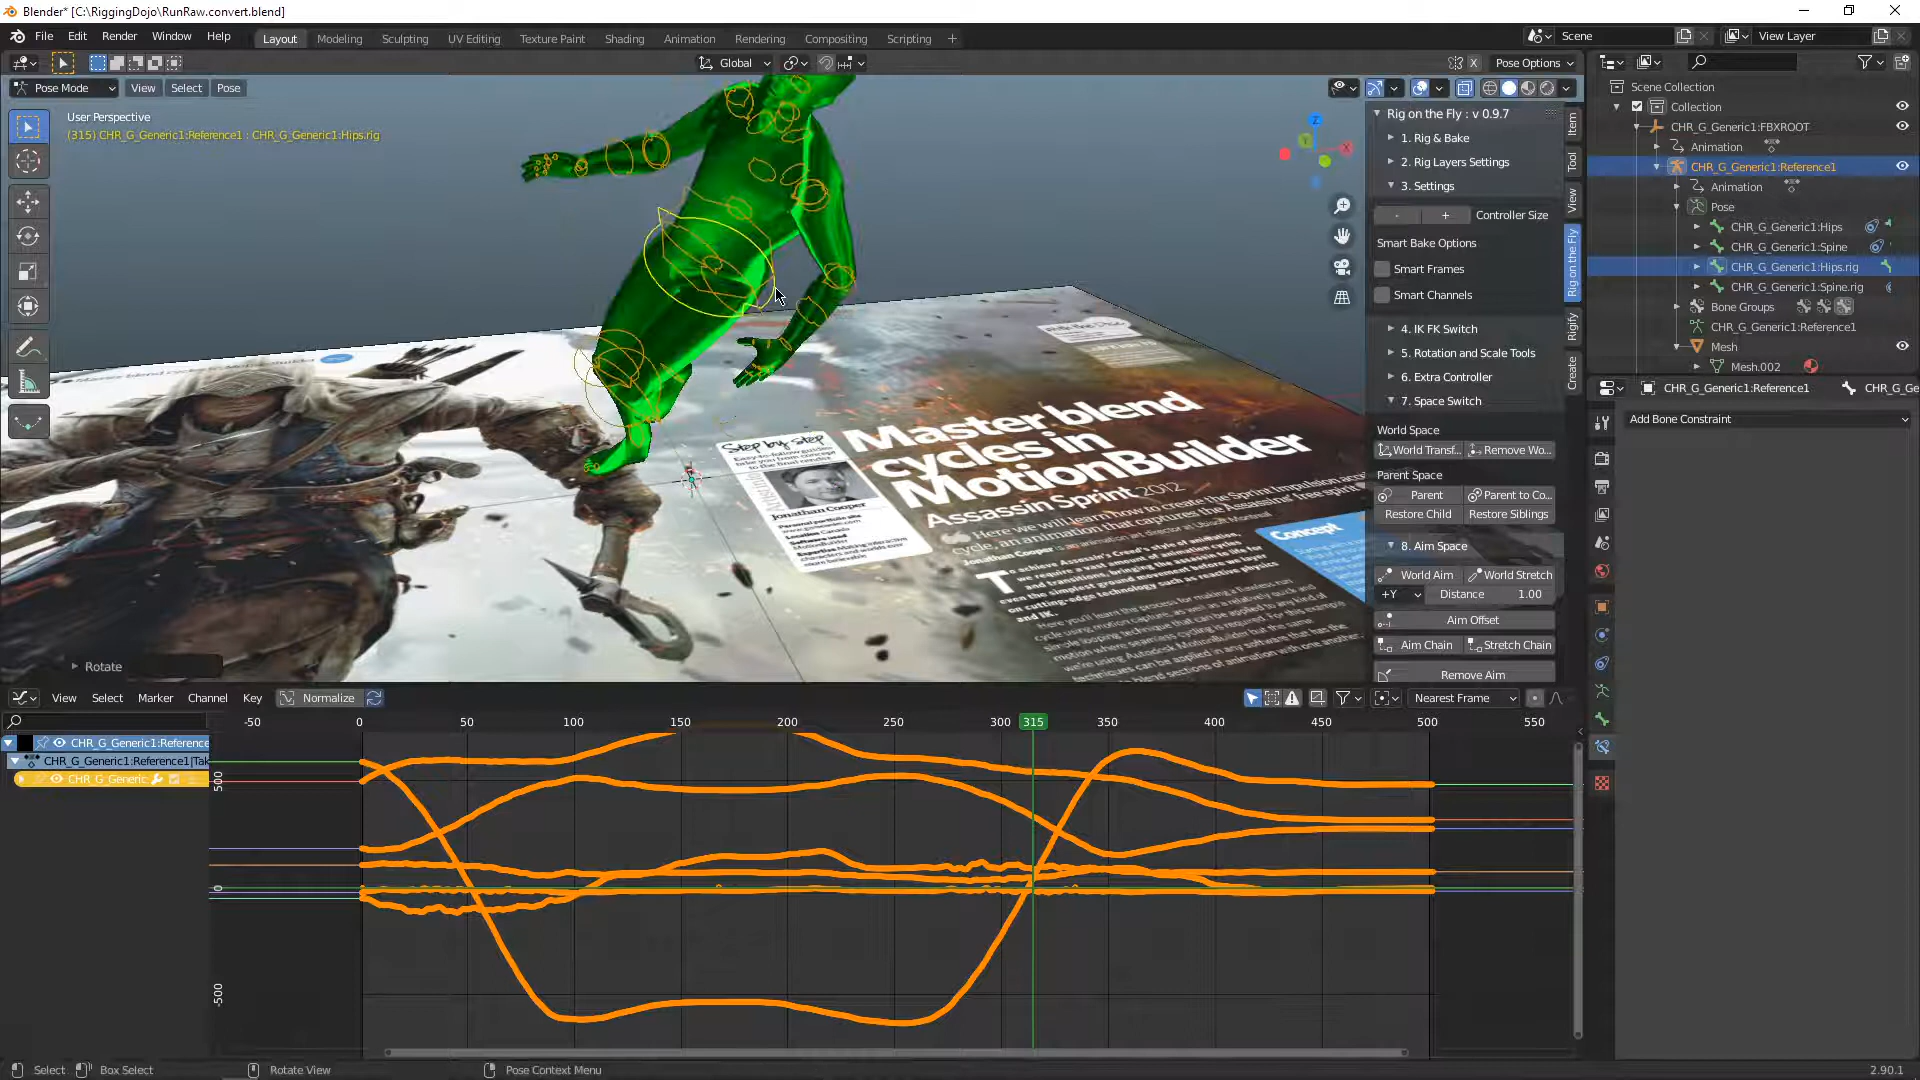 Blender* [C:\RiggingDojo\RunRaw.convert.blend]
File Edit Render Window Help
Layout Modeling Sculpting UV Editing Texture Paint Shading Animation Rendering Compositing Scripting +
Scene
View Layer
Global
X
Pose Options
Pose Mode View Select Pose
User Perspective
(315) CHR_G_Generic1:Reference1 : CHR_G_Generic1:Hips.rig
Z
Y
X
Rotate
Step by step
Master blend
cycles in
MotionBuilder
Assassin Sprint 2012
Jonathan Cooper
Concept
Rig on the Fly : v 0.9.7
1. Rig & Bake
2. Rig Layers Settings
3. Settings
- + Controller Size
Smart Bake Options
Smart Frames
Smart Channels
4. IK FK Switch
5. Rotation and Scale Tools
6. Extra Controller
7. Space Switch
World Space
World Transf... Remove Wo...
Parent Space
Parent Parent to Co...
Restore Child Restore Siblings
8. Aim Space
World Aim World Stretch
+Y Distance 1.00
Aim Offset
Aim Chain Stretch Chain
Remove Aim
Item
Tool
View
Rig on the Fly
Rigify
Create
Scene Collection
Collection
CHR_G_Generic1:FBXROOT
Animation
CHR_G_Generic1:Reference1
Animation
Pose
CHR_G_Generic1:Hips
CHR_G_Generic1:Spine
CHR_G_Generic1:Hips.rig
CHR_G_Generic1:Spine.rig
Bone Groups
CHR_G_Generic1:Reference1
Mesh
Mesh.002
CHR_G_Generic1:Reference1 CHR_G_Ge
Add Bone Constraint
View Select Marker Channel Key Normalize
Nearest Frame
-50 0 50 100 150 200 250 300 315 350 400 450 500 550
CHR_G_Generic1:Reference
CHR_G_Generic1:Reference1|Tak
CHR_G_Generic
500
0
-500
Select Box Select Rotate View Pose Context Menu
2.90.1